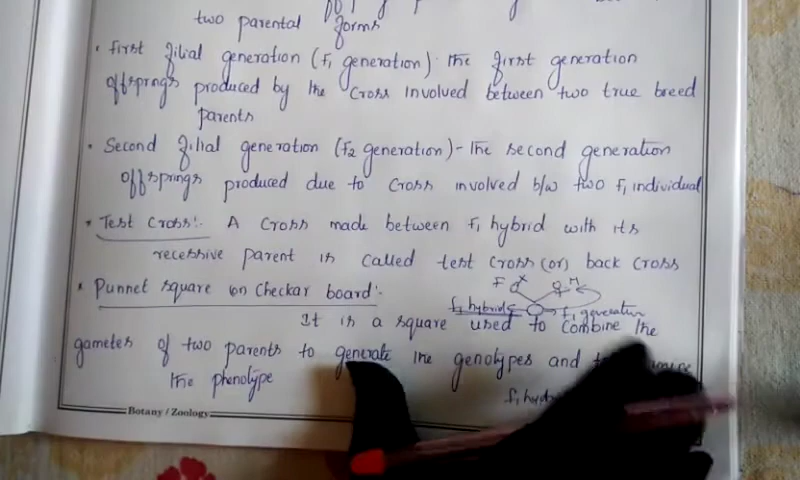 two parental forms
• First filial generation (F1 generation). The first generation
offsprings produced by the Cross involved between two true breed
parents
• Second filial generation (F2 generation) - The second generation
offsprings produced due to Cross involved b/w two F1 individual
• Test Cross:- A Cross made between F1 hybrid with its
recessive parent is called test cross (or) back cross
• Punnet square on Checkar board:-
F ♂ ♀ M
F1 hybrids F1 generation
It is a square used to combine the
gametes of two parents to generate the genotypes and
the phenotype
F1 hyb
Botany / Zoology